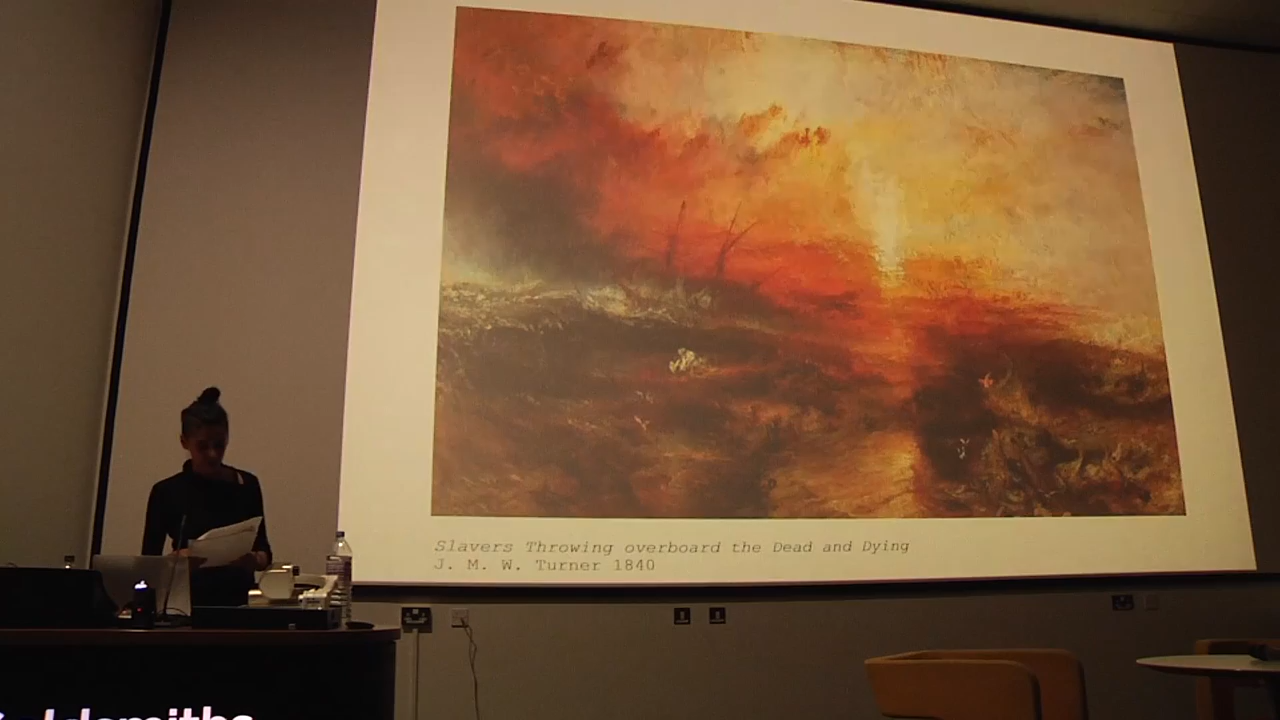 Slavers Throwing overboard the Dead and Dying
J. M. W. Turner 1840